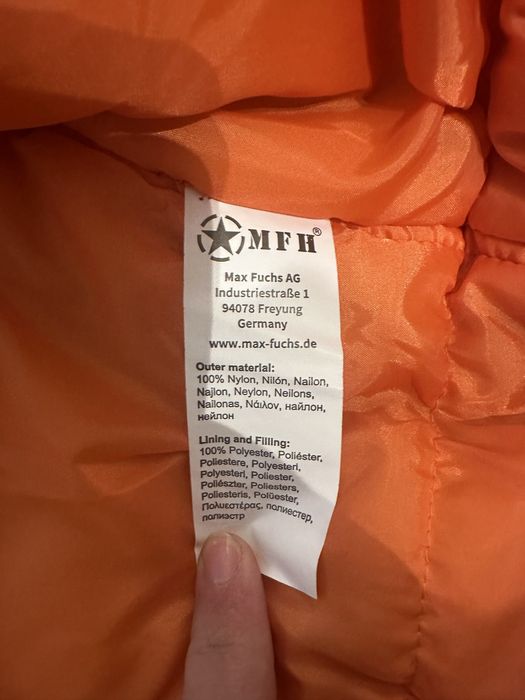 MFH®
Max Fuchs AG
Industriestraße 1
94078 Freyung
Germany
www.max-fuchs.de
Outer material:
100% Nylon, Nilón, Nailon,
Najlon, Neylon, Neilons,
Nailonas, Νάιλον, найлон,
нейлон
Lining and Filling:
100% Polyester, Poliéster,
Poliestere, Polyesteri,
Polyesterl, Poliester,
Poliészter, Poliesters,
Poliesteris, Polüester,
Πολυεστέρας, полиестер,
полиэстр